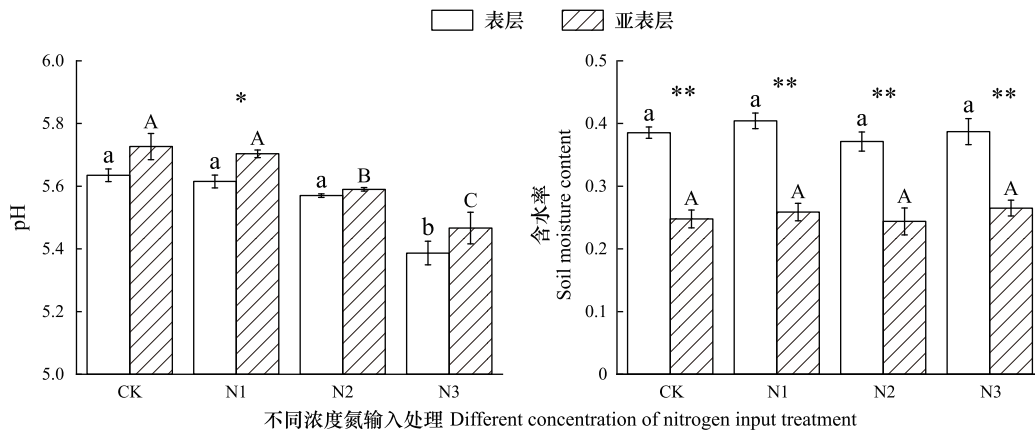 表层 亚表层
6.0
5.8
5.6
5.4
5.2
5.0
pH
a A a A * a B b C
CK N1 N2 N3
0.5
0.4
0.3
0.2
0.1
0
含水率
Soil moisture content
a ** A a ** A a ** A a ** A
CK N1 N2 N3
不同浓度氮输入处理 Different concentration of nitrogen input treatment